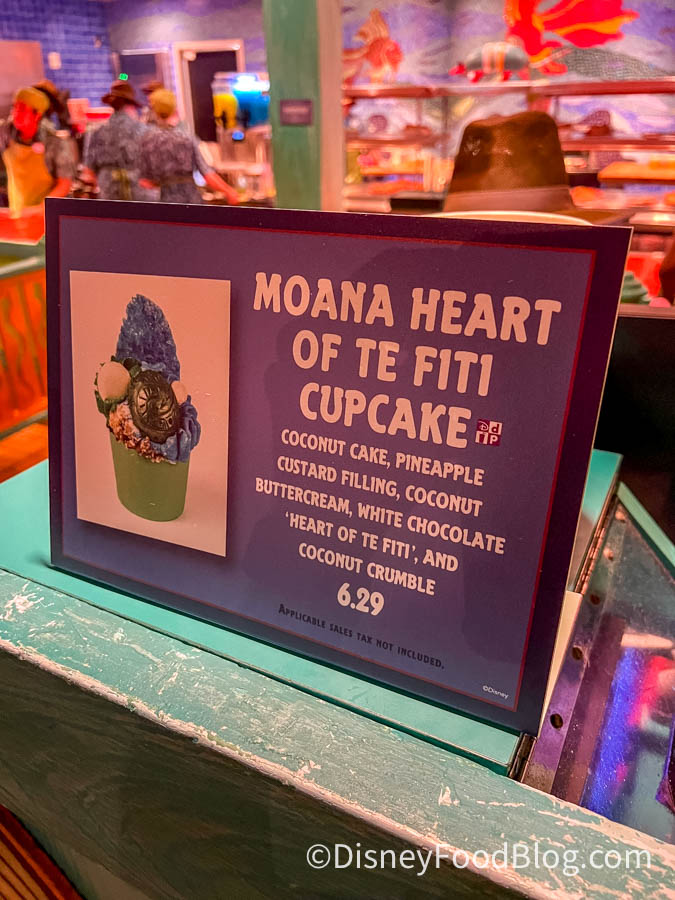 MOANA HEART
OF TE FITI
CUPCAKE
COCONUT CAKE, PINEAPPLE
CUSTARD FILLING, COCONUT
BUTTERCREAM, WHITE CHOCOLATE
‘HEART OF TE FITI’, AND
COCONUT CRUMBLE
6.29
APPLICABLE SALES TAX NOT INCLUDED.
©Disney
©DisneyFoodBlog.com